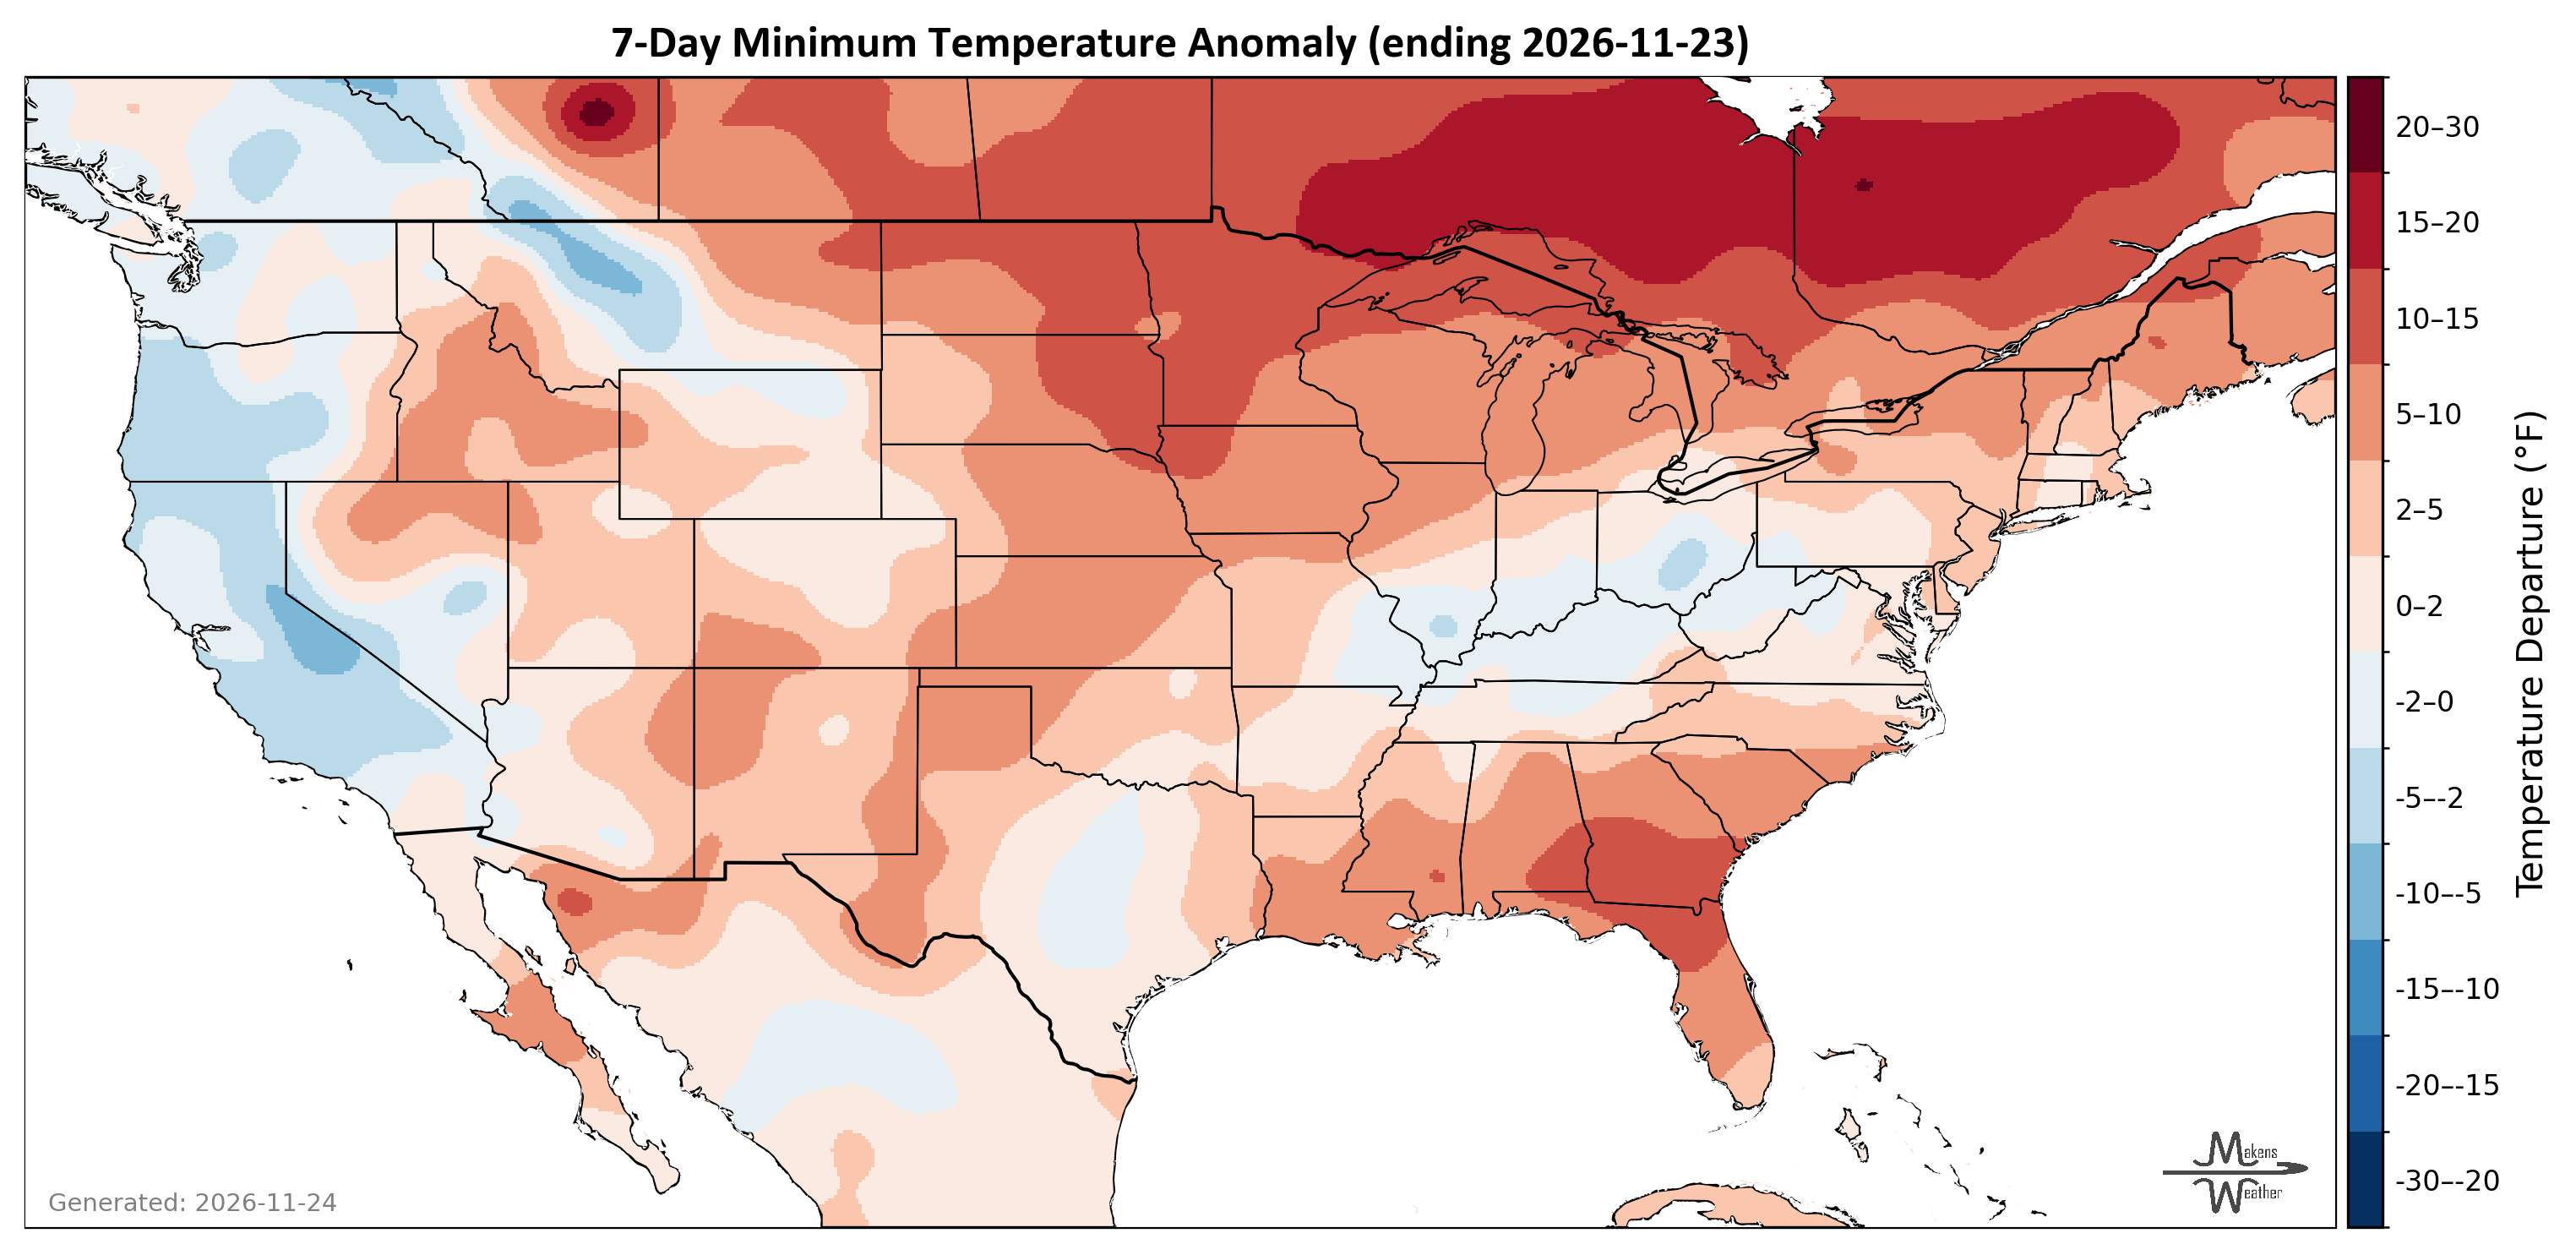 7-Day Minimum Temperature Anomaly (ending 2026-11-23)
20–30
15–20
10–15
5–10
2–5
0–2
-2–0
-5–-2
-10–-5
-15–-10
-20–-15
-30–-20
Temperature Departure (°F)
Makens
Weather
Generated: 2026-11-24